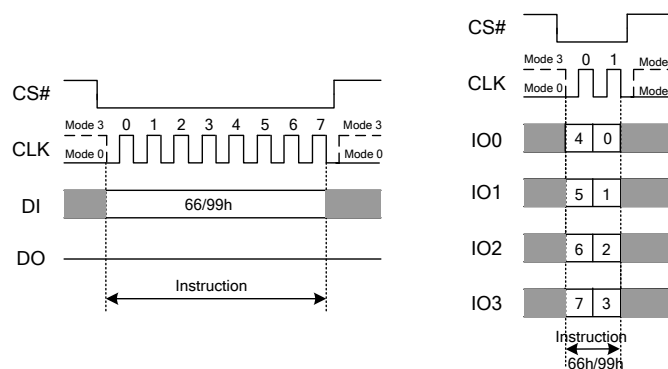 CS#
Mode 3 0 1 2 3 4 5 6 7 Mode 3
CLK
Mode 0 Mode 0
DI 66/99h
DO
Instruction
CS#
Mode 3 0 1 Mode
CLK
Mode 0 Mode
IO0 4 0
IO1 5 1
IO2 6 2
IO3 7 3
Instruction
66h/99h